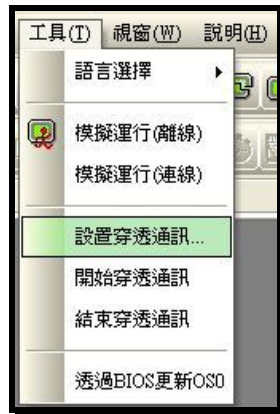 工具(T) 視窗(W) 說明(H)
語言選擇
模擬運行(離線)
模擬運行(連線)
設置穿透通訊...
開始穿透通訊
結束穿透通訊
透過BIOS更新OS0